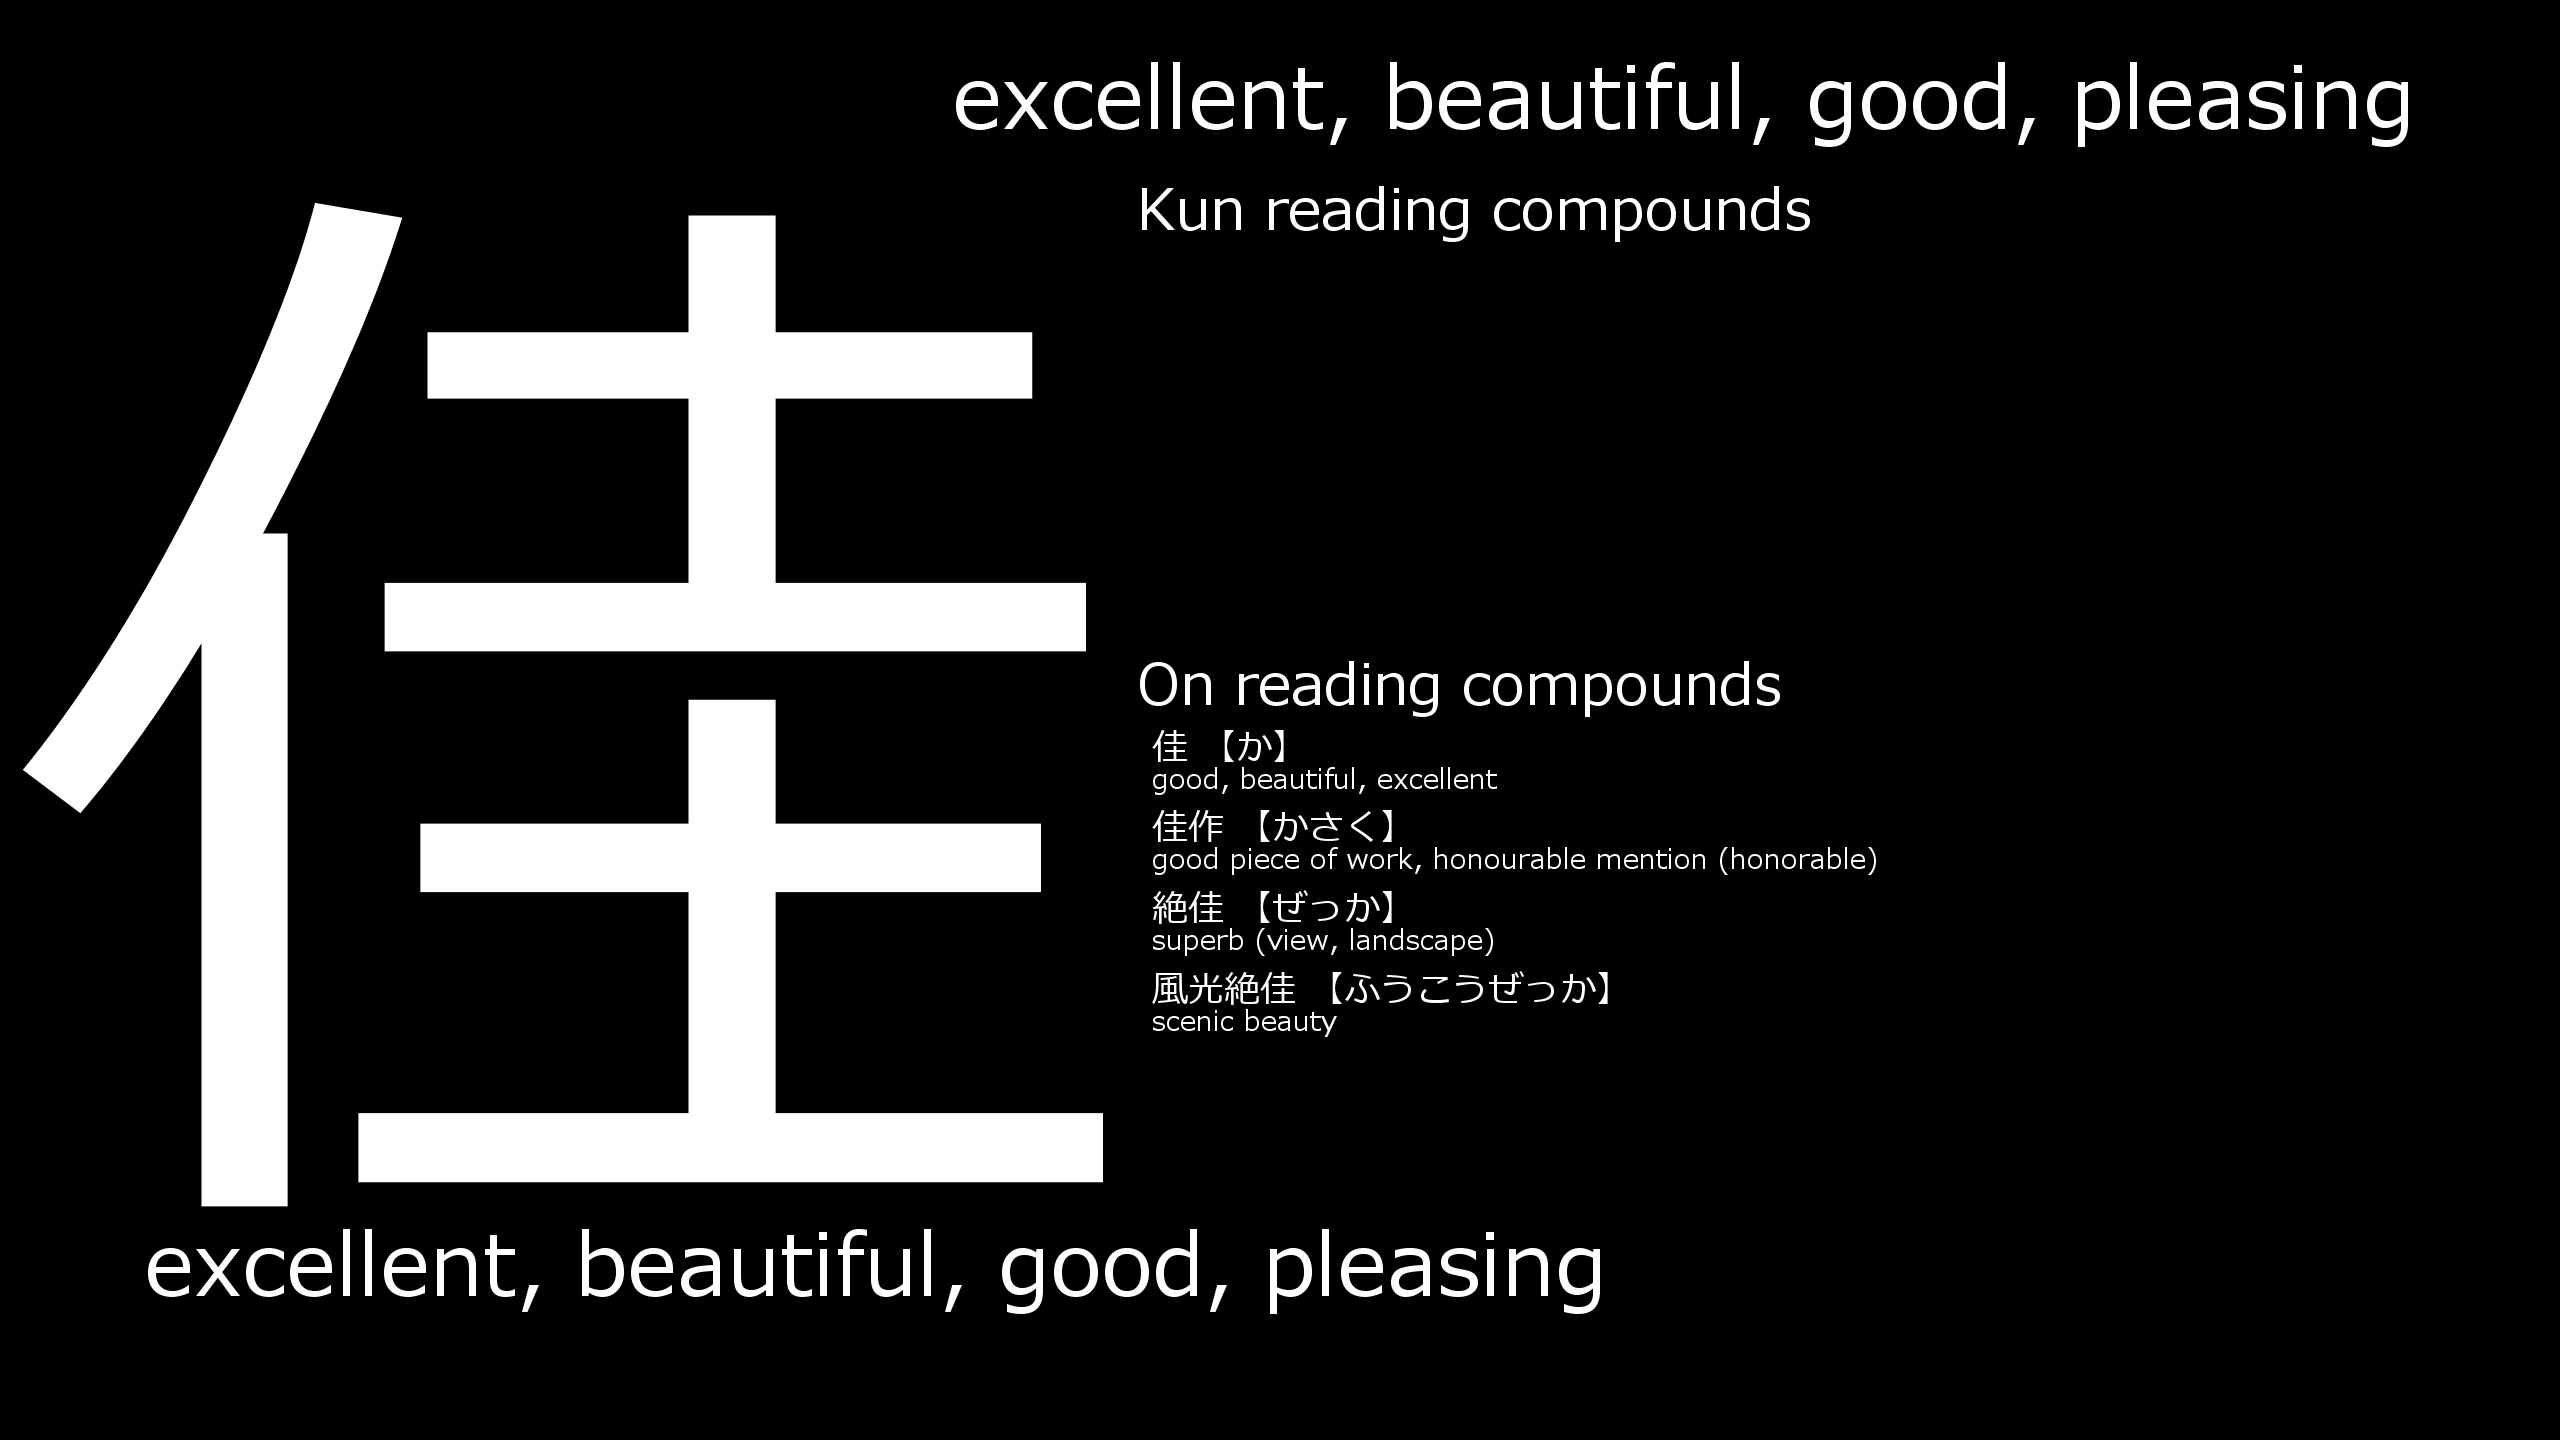 excellent, beautiful, good, pleasing
佳
Kun reading compounds
On reading compounds
佳 【か】
good, beautiful, excellent
佳作 【かさく】
good piece of work, honourable mention (honorable)
絶佳 【ぜっか】
superb (view, landscape)
風光絶佳 【ふうこうぜっか】
scenic beauty
excellent, beautiful, good, pleasing